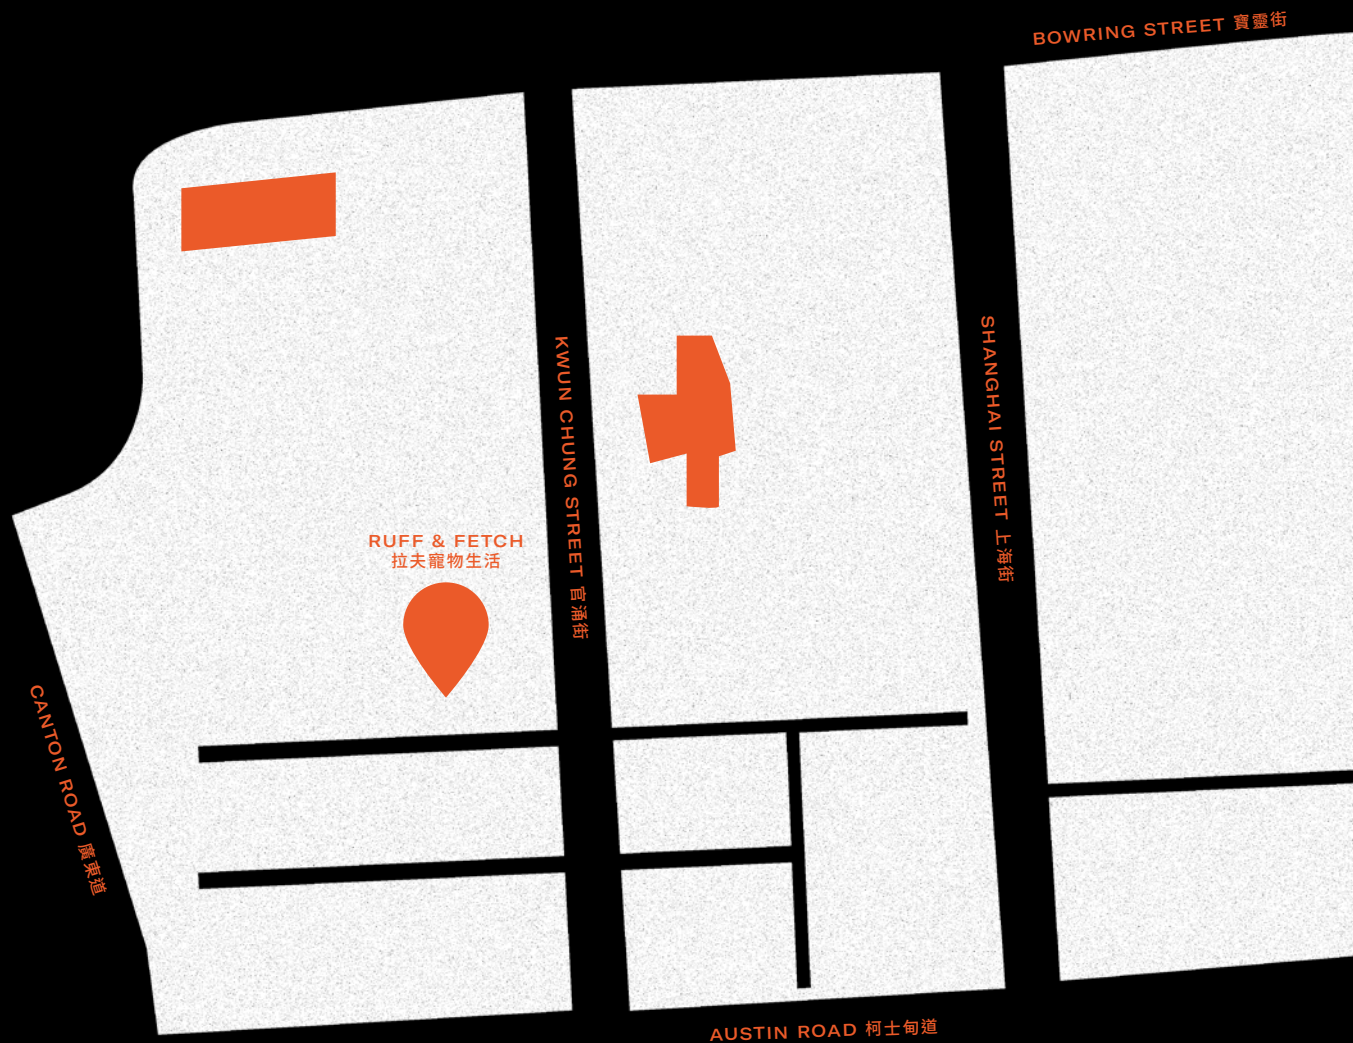 BOWRING STREET 寶靈街
KWUN CHUNG STREET 官涌街
SHANGHAI STREET 上海街
RUFF & FETCH
拉夫寵物生活
CANTON ROAD 廣東道
AUSTIN ROAD 柯士甸道